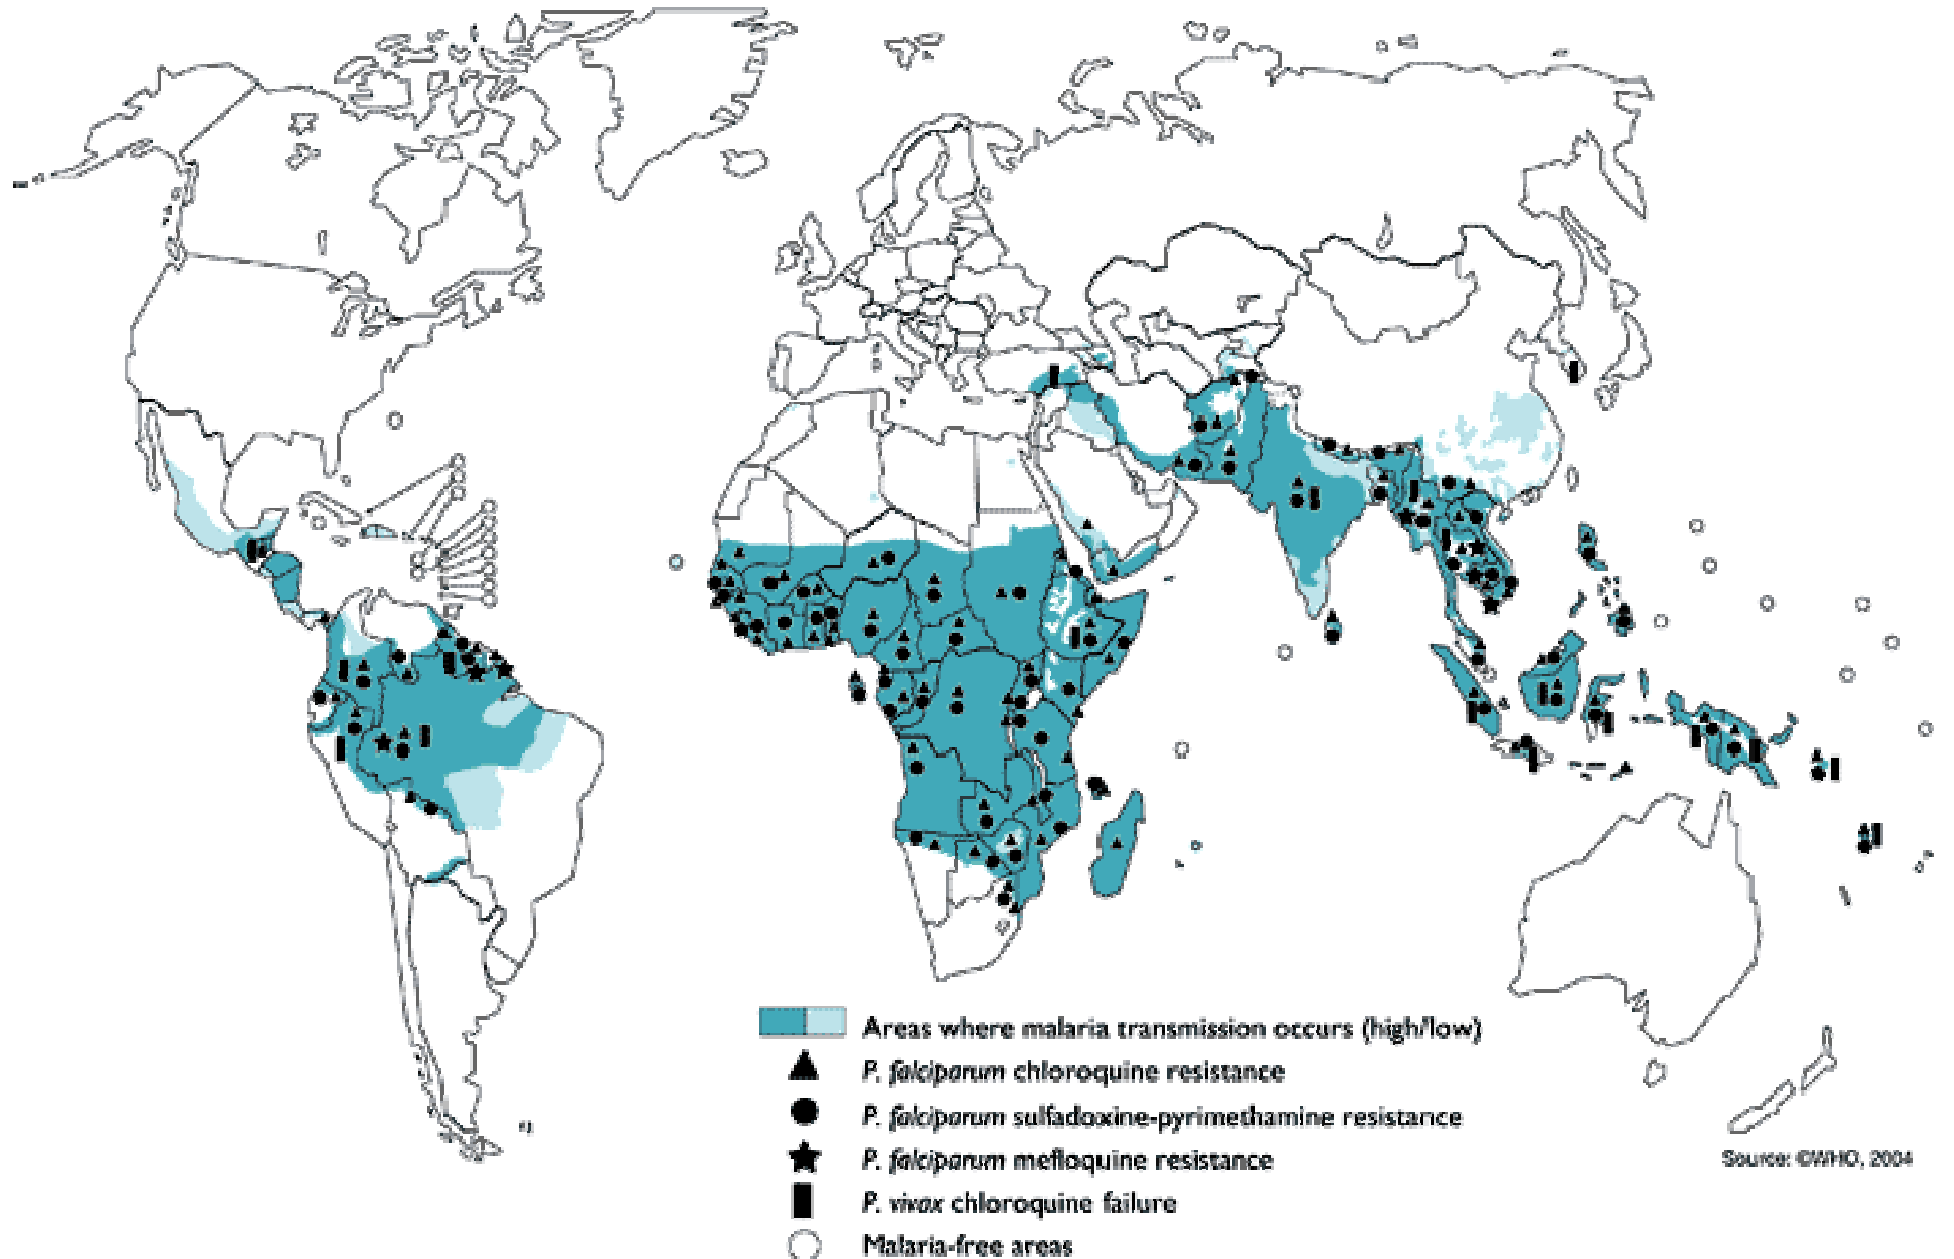 Areas where malaria transmission occurs (high/low)
P. falciparum chloroquine resistance
P. falciparum sulfadoxine-pyrimethamine resistance
P. falciparum mefloquine resistance
P. vivax chloroquine failure
Malaria-free areas
Source: ©WHO, 2004